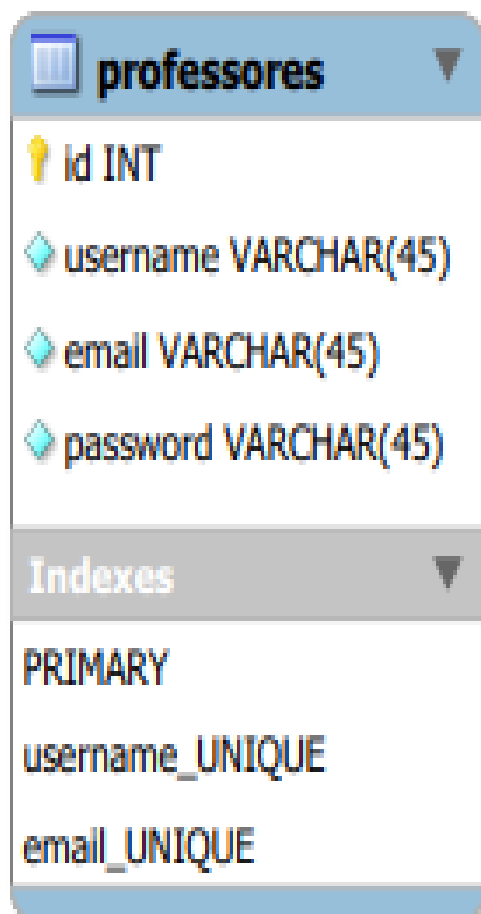 professores
id INT
username VARCHAR(45)
email VARCHAR(45)
password VARCHAR(45)
Indexes
PRIMARY
username_UNIQUE
email_UNIQUE